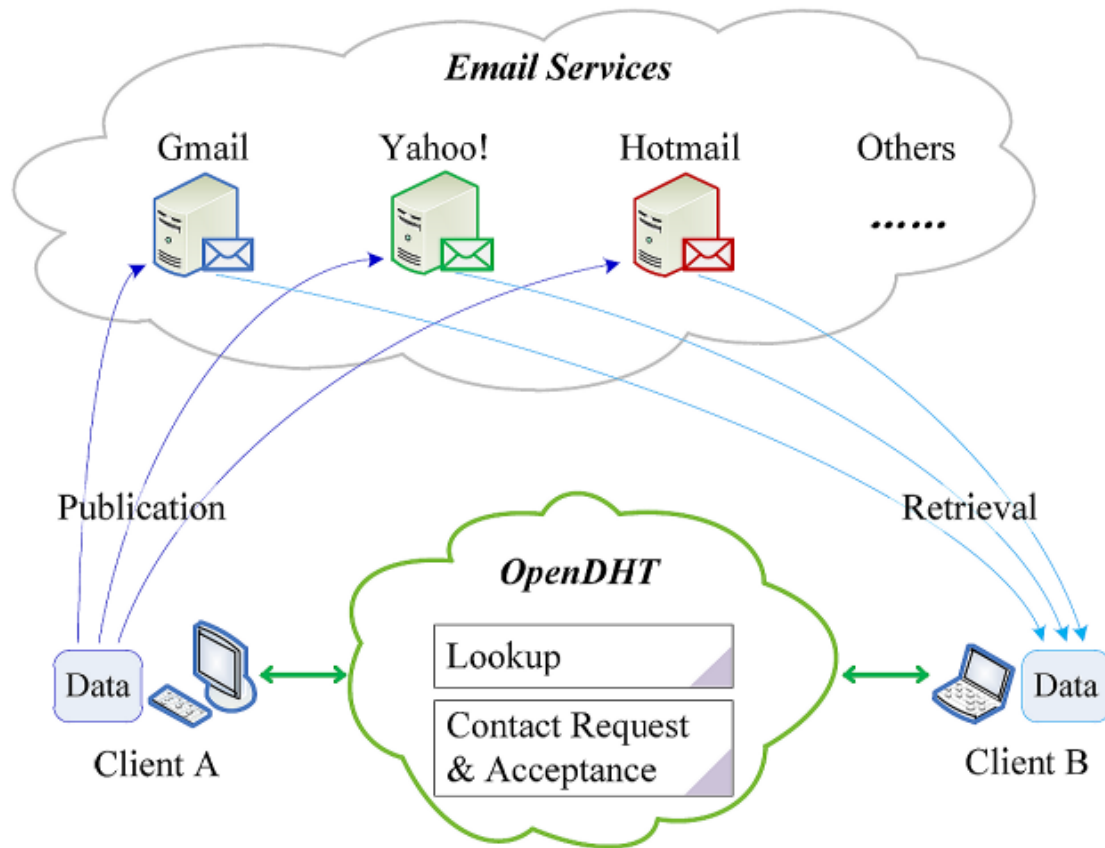 Email Services
Gmail
Yahoo!
Hotmail
Others
......
Publication
Retrieval
OpenDHT
Lookup
Contact Request
& Acceptance
Data
Client A
Data
Client B